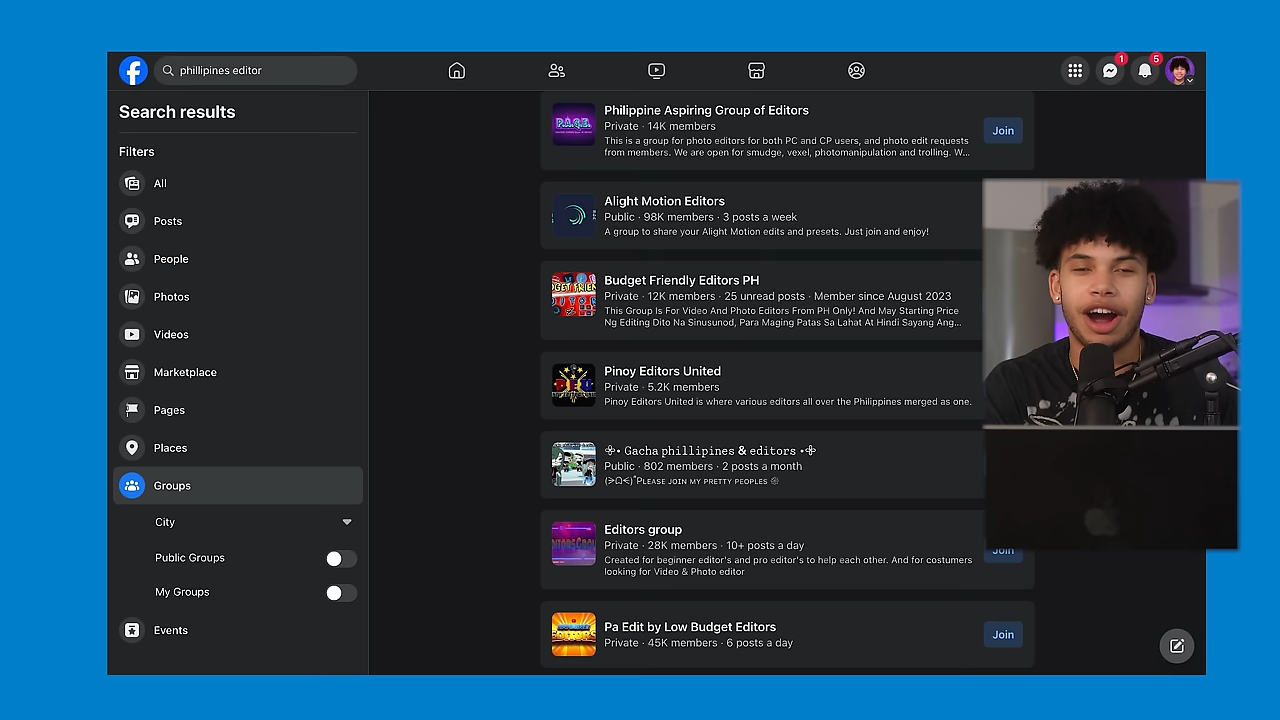 phillipines editor
1
5
Search results
Filters
All
Posts
People
Photos
Videos
Marketplace
Pages
Places
Groups
City
Public Groups
My Groups
Events
Philippine Aspiring Group of Editors
Private · 14K members
This is a group for photo editors for both PC and CP users, and photo edit requests
from members. We are open for smudge, vexel, photomanipulation and trolling. W...
Join
Alight Motion Editors
Public · 98K members · 3 posts a week
A group to share your Alight Motion edits and presets. Just join and enjoy!
Budget Friendly Editors PH
Private · 12K members · 25 unread posts · Member since August 2023
This Group Is For Video And Photo Editors From PH Only! And May Starting Price
Ng Editing Dito Na Sinusunod, Para Maging Patas Sa Lahat At Hindi Sayang Ang...
Pinoy Editors United
Private · 5.2K members
Pinoy Editors United is where various editors all over the Philippines merged as one.
Gacha phillipines & editors
Public · 802 members · 2 posts a month
PLEASE JOIN MY PRETTY PEOPLES
Editors group
Private · 28K members · 10+ posts a day
Created for beginner editor's and pro editor's to help each other. And for costumers
looking for Video & Photo editor
Join
Pa Edit by Low Budget Editors
Private · 45K members · 6 posts a day
Join